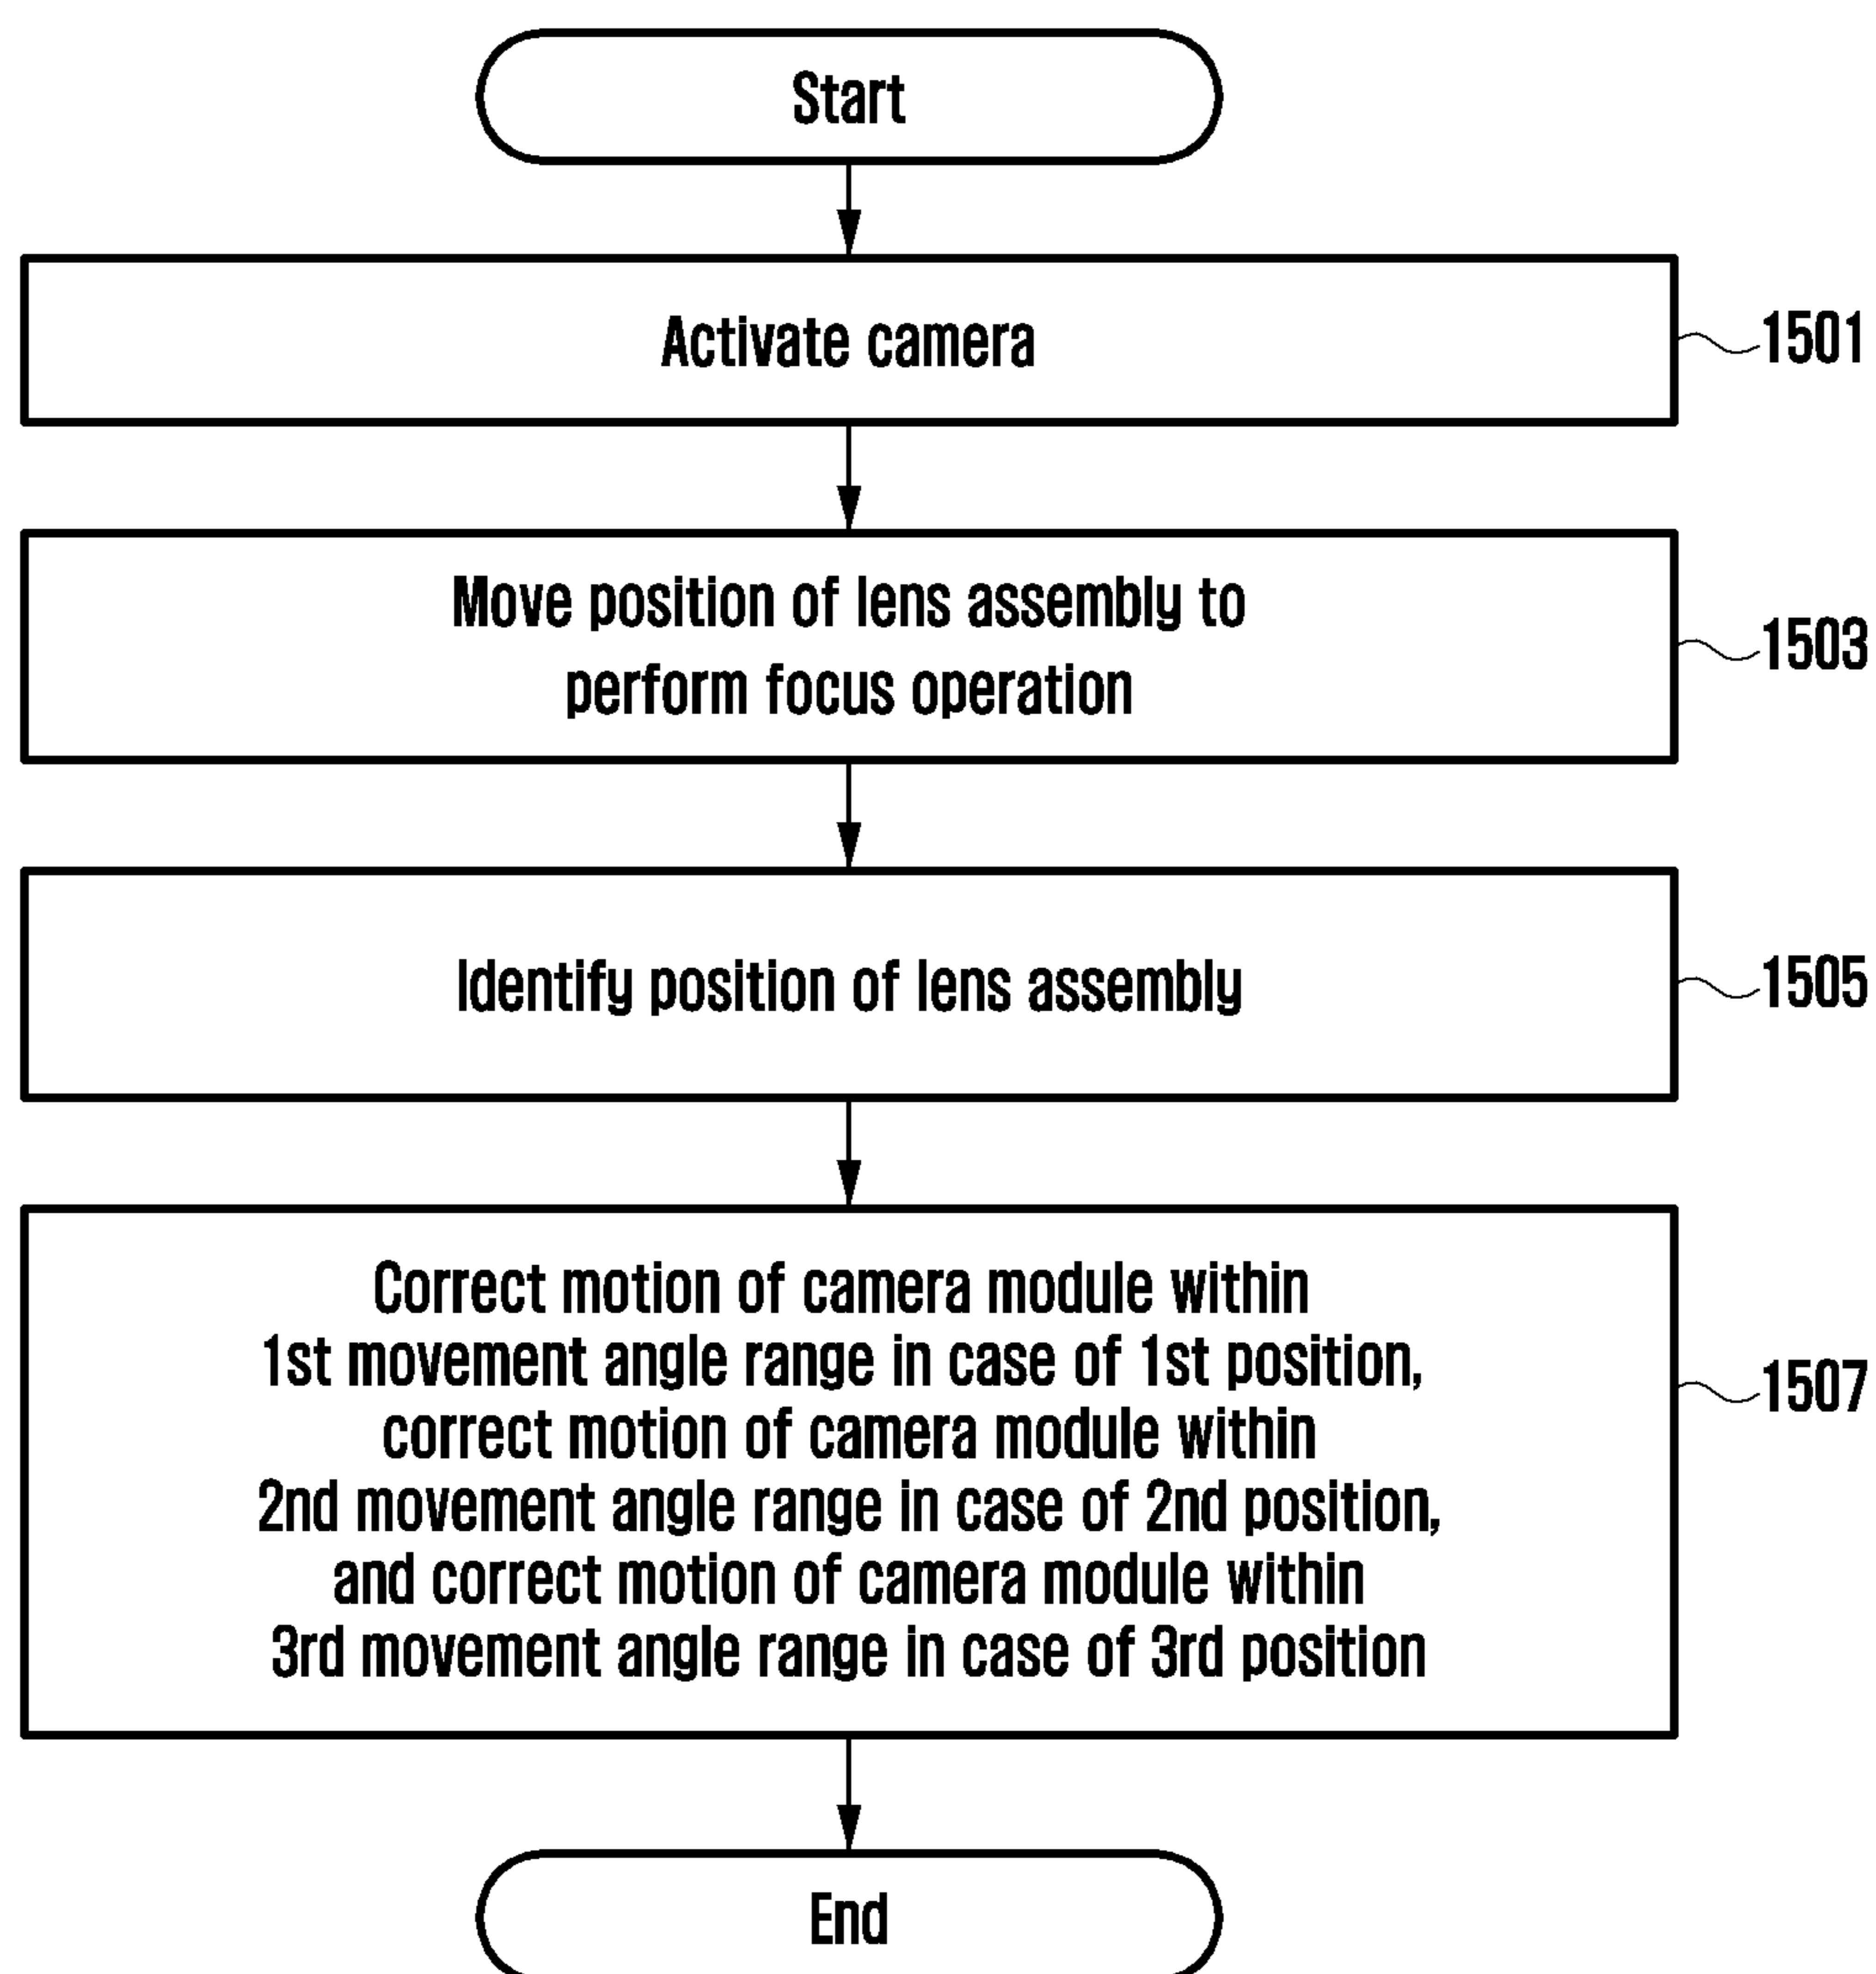 Start
Activate camera
1501
Move position of lens assembly to
perform focus operation
1503
Identify position of lens assembly
1505
Correct motion of camera module within
1st movement angle range in case of 1st position,
correct motion of camera module within
2nd movement angle range in case of 2nd position,
and correct motion of camera module within
3rd movement angle range in case of 3rd position
1507
End